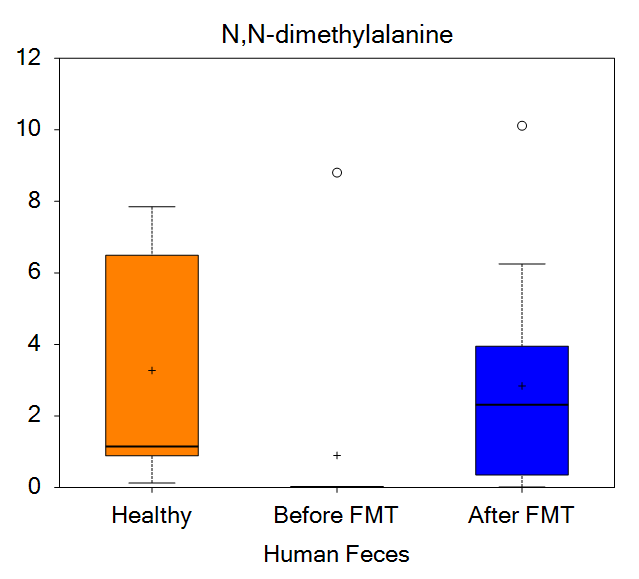 N,N-dimethylalanine
12
10
8
6
4
2
0
Healthy Before FMT After FMT
Human Feces